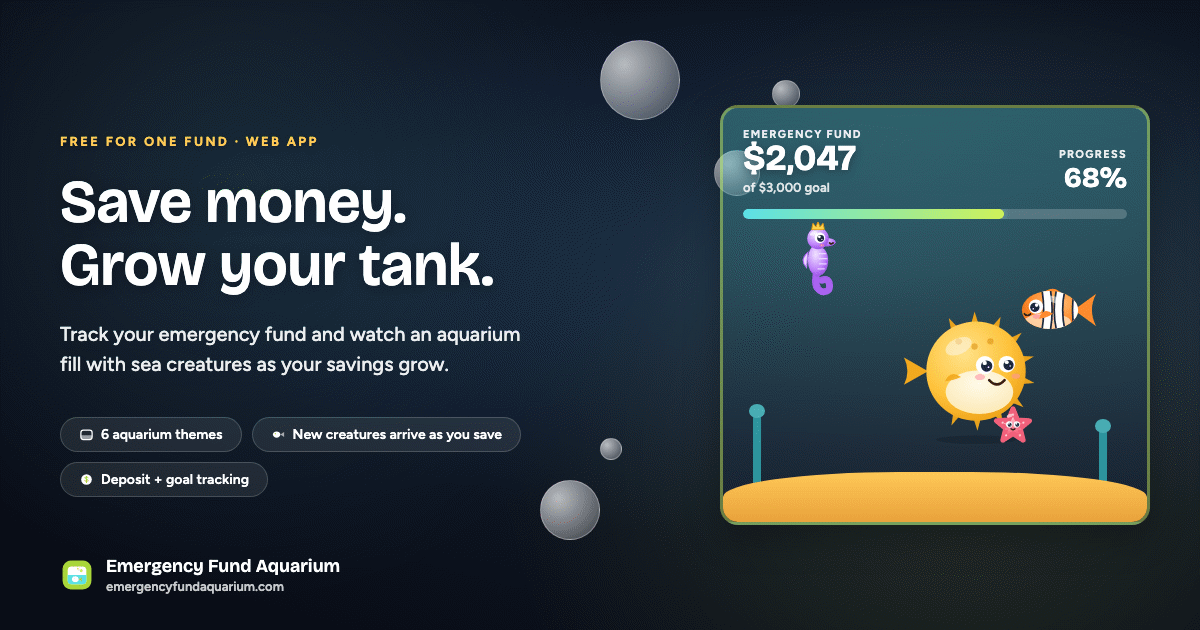 FREE FOR ONE FUND · WEB APP
Save money.
Grow your tank.
Track your emergency fund and watch an aquarium
fill with sea creatures as your savings grow.
6 aquarium themes
New creatures arrive as you save
Deposit + goal tracking
Emergency Fund Aquarium
emergencyfundaquarium.com
EMERGENCY FUND
$2,047
of $3,000 goal
PROGRESS
68%